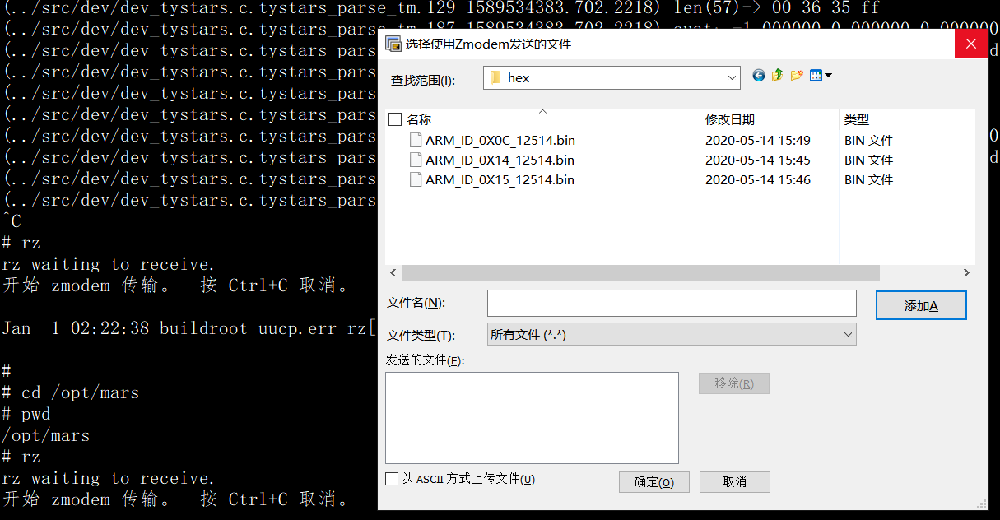 (../src/dev/dev_tystars.c.tystars_parse_tm.129 1589534383.702.2218) len(57)-> 00 36 35 ff
(../src/dev/dev_tystars.c.tystars_parse_tm.187 1589534383.702.2218) quat: -1.000000 0.000000 0.000000
(../src/dev/dev_tystars.c.tystars_pars
(../src/dev/dev_tystars.c.tystars_pars
(../src/dev/dev_tystars.c.tystars_pars
(../src/dev/dev_tystars.c.tystars_pars
(../src/dev/dev_tystars.c.tystars_pars
(../src/dev/dev_tystars.c.tystars_pars
(../src/dev/dev_tystars.c.tystars_pars
(../src/dev/dev_tystars.c.tystars_pars
^C
# rz
rz waiting to receive.
开始 zmodem 传输。 按 Ctrl+C 取消。
Jan 1 02:22:38 buildroot uucp.err rz[
#
# cd /opt/mars
# pwd
/opt/mars
# rz
rz waiting to receive.
开始 zmodem 传输。 按 Ctrl+C 取消。
选择使用Zmodem发送的文件
查找范围(I): hex
名称 修改日期 类型
ARM_ID_0X0C_12514.bin 2020-05-14 15:49 BIN 文件
ARM_ID_0X14_12514.bin 2020-05-14 15:45 BIN 文件
ARM_ID_0X15_12514.bin 2020-05-14 15:46 BIN 文件
文件名(N): 添加A
文件类型(T): 所有文件 (*.*)
发送的文件(F):
移除(R)
以 ASCII 方式上传文件(U) 确定(O) 取消